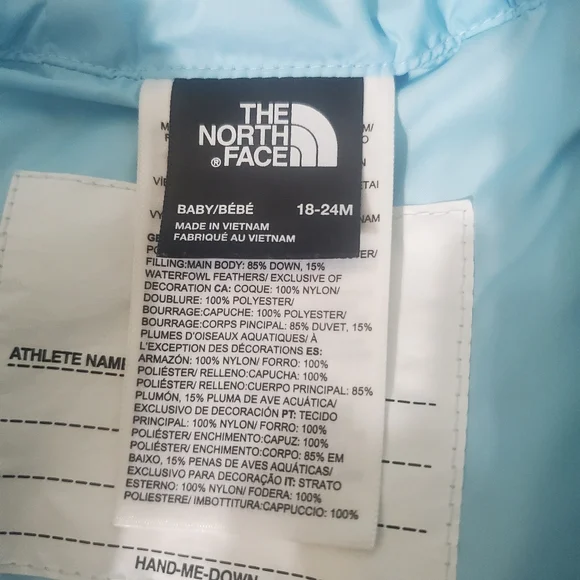 THE
NORTH
FACE
®
BABY/BÉBÉ 18-24M
MADE IN VIETNAM
FABRIQUÉ AU VIETNAM
FILLING:MAIN BODY: 85% DOWN, 15%
WATERFOWL FEATHERS/ EXCLUSIVE OF
DECORATION CA: COQUE: 100% NYLON/
DOUBLURE: 100% POLYESTER/
BOURRAGE:CAPUCHE: 100% POLYESTER/
BOURRAGE:CORPS PINCIPAL: 85% DUVET, 15%
PLUMES D'OISEAUX AQUATIQUES/ À
L'EXCEPTION DES DÉCORATIONS ES:
ARMAZÓN: 100% NYLON/ FORRO: 100%
POLIÉSTER/ RELLENO:CAPUCHA: 100%
POLIÉSTER/ RELLENO:CUERPO PRINCIPAL: 85%
PLUMÓN, 15% PLUMA DE AVE ACUÁTICA/
EXCLUSIVO DE DECORACIÓN PT: TECIDO
PRINCIPAL: 100% NYLON/ FORRO: 100%
POLIÉSTER/ ENCHIMENTO:CAPUZ: 100%
POLIÉSTER/ ENCHIMENTO:CORPO: 85% EM
BAIXO, 15% PENAS DE AVES AQUÁTICAS/
EXCLUSIVO PARA DECORAÇÃO IT: STRATO
ESTERNO: 100% NYLON/ FODERA: 100%
POLIESTERE/ IMBOTTITURA:CAPPUCCIO: 100%
ATHLETE NAME
HAND-ME-DOWN